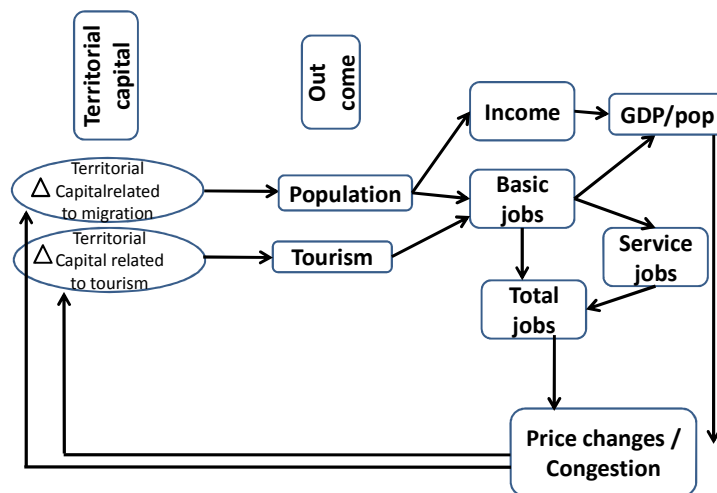 Territorial
capital
Out
come
Income
GDP/pop
Territorial
△ Capitalrelated
to migration
Population
Basic
jobs
Territorial
△ Capital related
to tourism
Tourism
Service
jobs
Total
jobs
Price changes /
Congestion